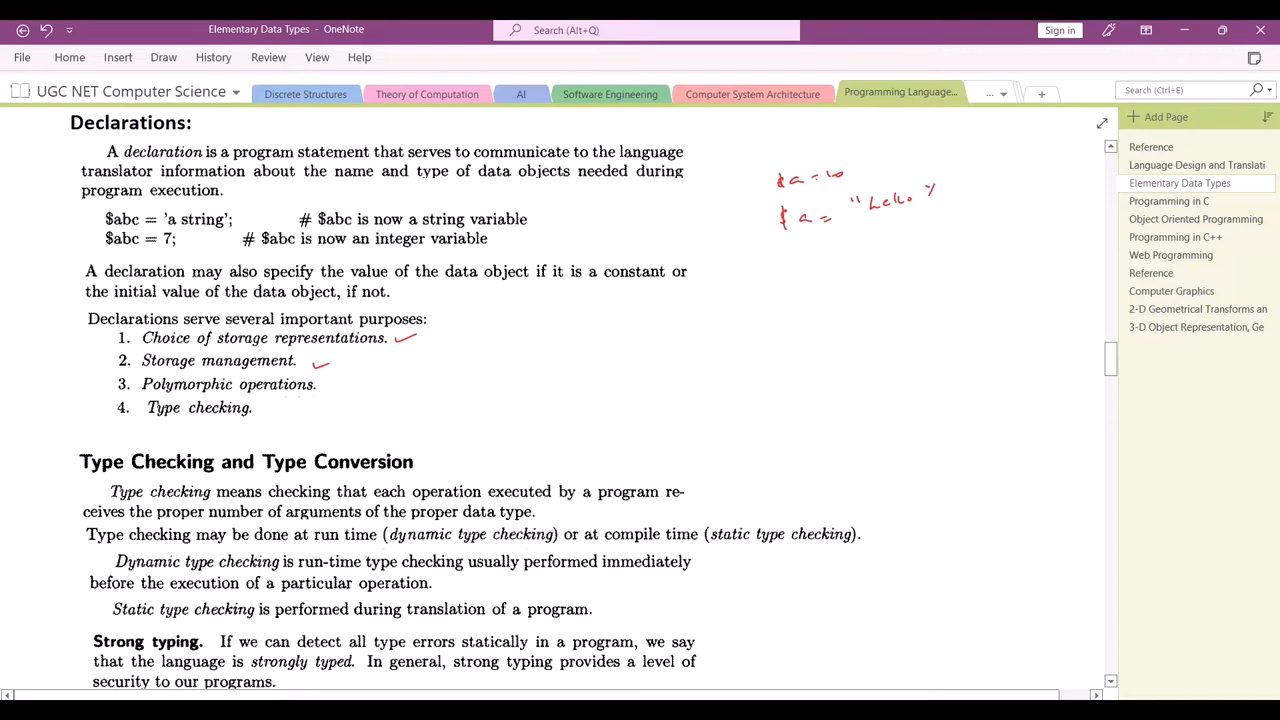 Elementary Data Types - OneNote
Search (Alt+Q)
Sign in
File Home Insert Draw History Review View Help
UGC NET Computer Science
Discrete Structures
Theory of Computation
AI
Software Engineering
Computer System Architecture
Programming Language...
...
Search (Ctrl+E)
Declarations:
A declaration is a program statement that serves to communicate to the language
translator information about the name and type of data objects needed during
program execution.
$abc = 'a string'; # $abc is now a string variable
$abc = 7; # $abc is now an integer variable
A declaration may also specify the value of the data object if it is a constant or
the initial value of the data object, if not.
Declarations serve several important purposes:
1. Choice of storage representations.
2. Storage management.
3. Polymorphic operations.
4. Type checking.
$a = 10
$a = "hello"
Type Checking and Type Conversion
Type checking means checking that each operation executed by a program re-
ceives the proper number of arguments of the proper data type.
Type checking may be done at run time (dynamic type checking) or at compile time (static type checking).
Dynamic type checking is run-time type checking usually performed immediately
before the execution of a particular operation.
Static type checking is performed during translation of a program.
Strong typing. If we can detect all type errors statically in a program, we say
that the language is strongly typed. In general, strong typing provides a level of
security to our programs.
Add Page
Reference
Language Design and Translati
Elementary Data Types
Programming in C
Object Oriented Programming
Programming in C++
Web Programming
Reference
Computer Graphics
2-D Geometrical Transforms an
3-D Object Representation, Ge